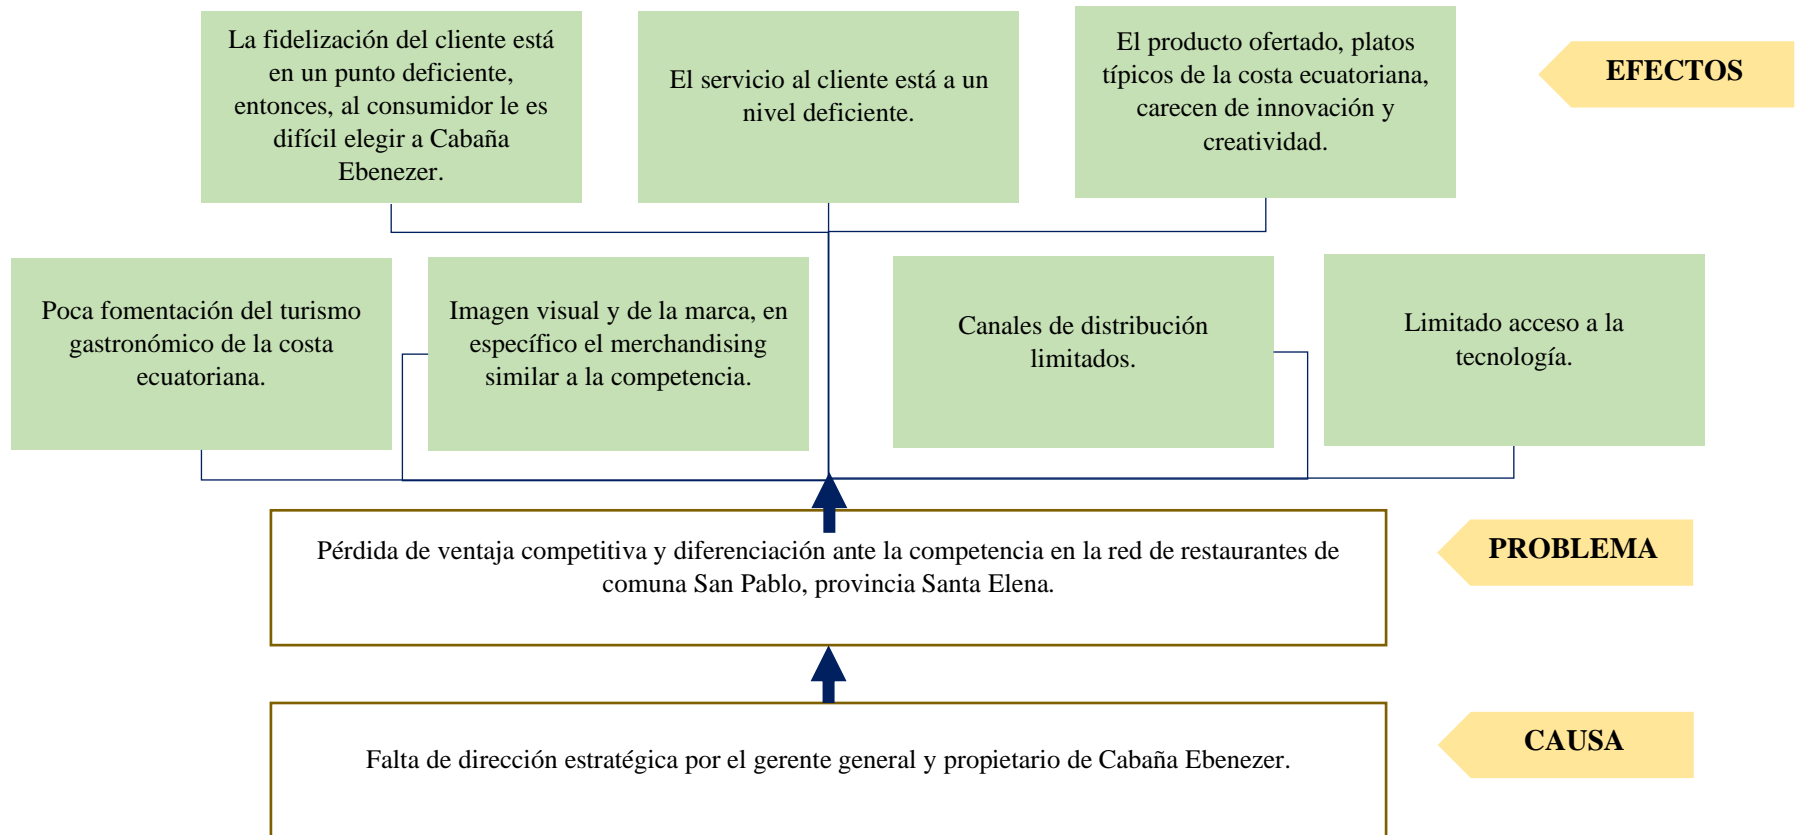 La fidelización del cliente está
en un punto deficiente,
entonces, al consumidor le es
difícil elegir a Cabaña
Ebenezer.
El servicio al cliente está a un
nivel deficiente.
El producto ofertado, platos
típicos de la costa ecuatoriana,
carecen de innovación y
creatividad.
EFECTOS
Poca fomentación del turismo
gastronómico de la costa
ecuatoriana.
Imagen visual y de la marca, en
específico el merchandising
similar a la competencia.
Canales de distribución
limitados.
Limitado acceso a la
tecnología.
Pérdida de ventaja competitiva y diferenciación ante la competencia en la red de restaurantes de
comuna San Pablo, provincia Santa Elena.
PROBLEMA
Falta de dirección estratégica por el gerente general y propietario de Cabaña Ebenezer.
CAUSA